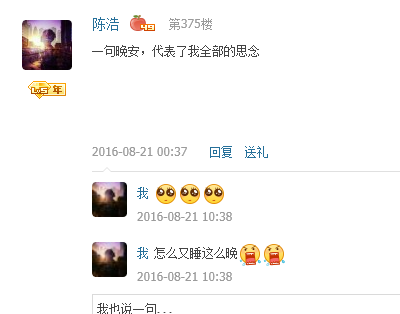 陈浩 第375楼
一句晚安，代表了我全部的思念
年
2016-08-21 00:37 回复 送礼
我
2016-08-21 10:38
我 怎么又睡这么晚
2016-08-21 10:38
我也说一句...